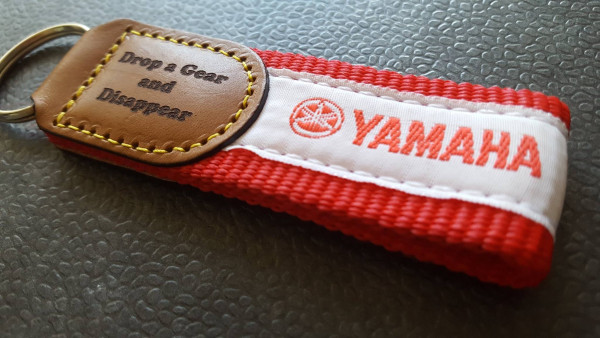 Drop a Gear
and
Disappear
YAMAHA